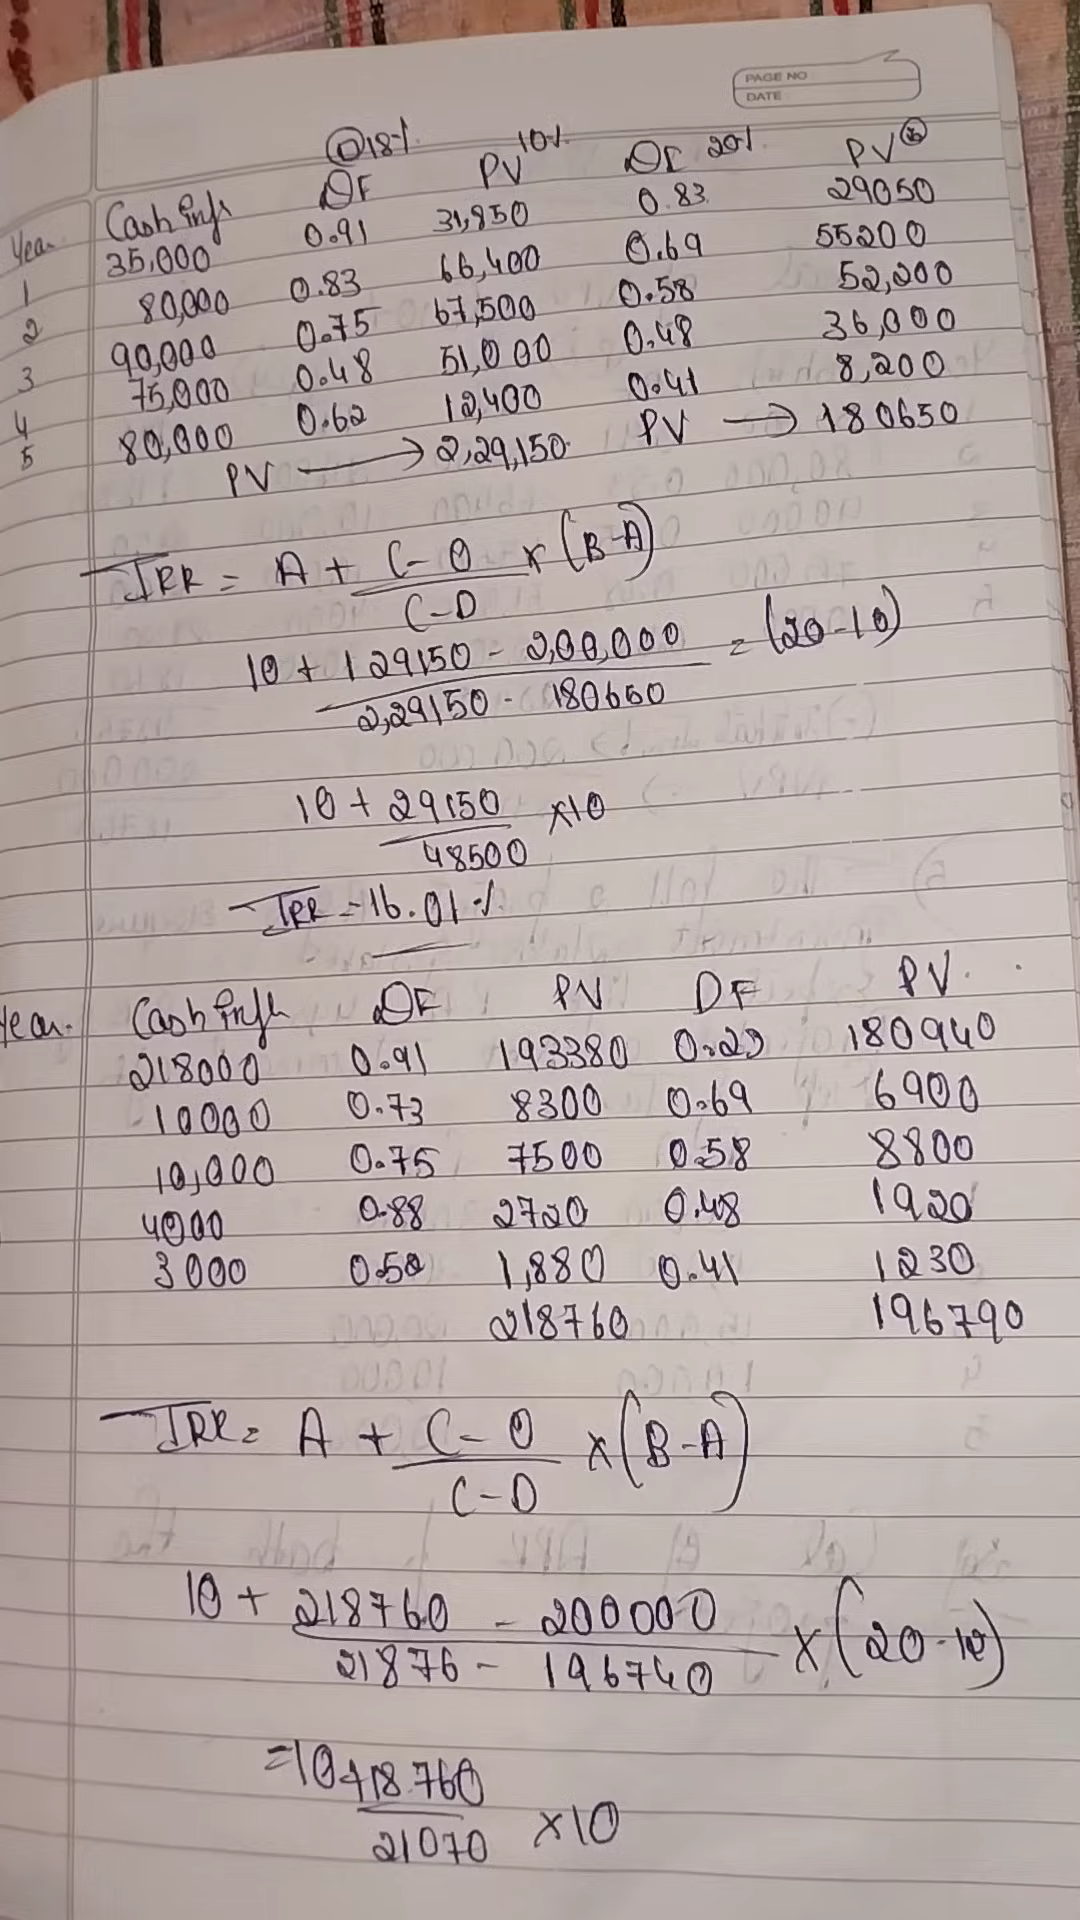 PAGE NO
DATE
@18%. 10% 20%.
Year Cash Infl DF PV DF PV
1 35,000 0.91 31,850 0.83 29050
2 80,000 0.83 66,400 0.69 55200
3 90,000 0.75 67,500 0.58 52,200
4 75,000 0.48 51,000 0.48 36,000
5 80,000 0.62 12,400 0.41 8,200
PV → 2,29,150 PV → 180650
IRR = A + C-O × (B-A)
C-D
10 + 129150 - 2,00,000 = (20-10)
2,29150 - 180650
10 + 29150 ×10
48500
IRR = 16.01%
Year. Cash Infl DF PV DF PV.
218000 0.91 193380 0.29 180940
10000 0.73 8300 0.69 6900
10,000 0.75 7500 0.58 8800
4000 0.88 2720 0.48 1920
3000 0.50 1,880 0.41 1230
218760 196790
IRR = A + C-O × (B-A)
C-D
10 + 218760 - 200000 × (20-10)
21876 - 196740
=10+18760
21070 ×10